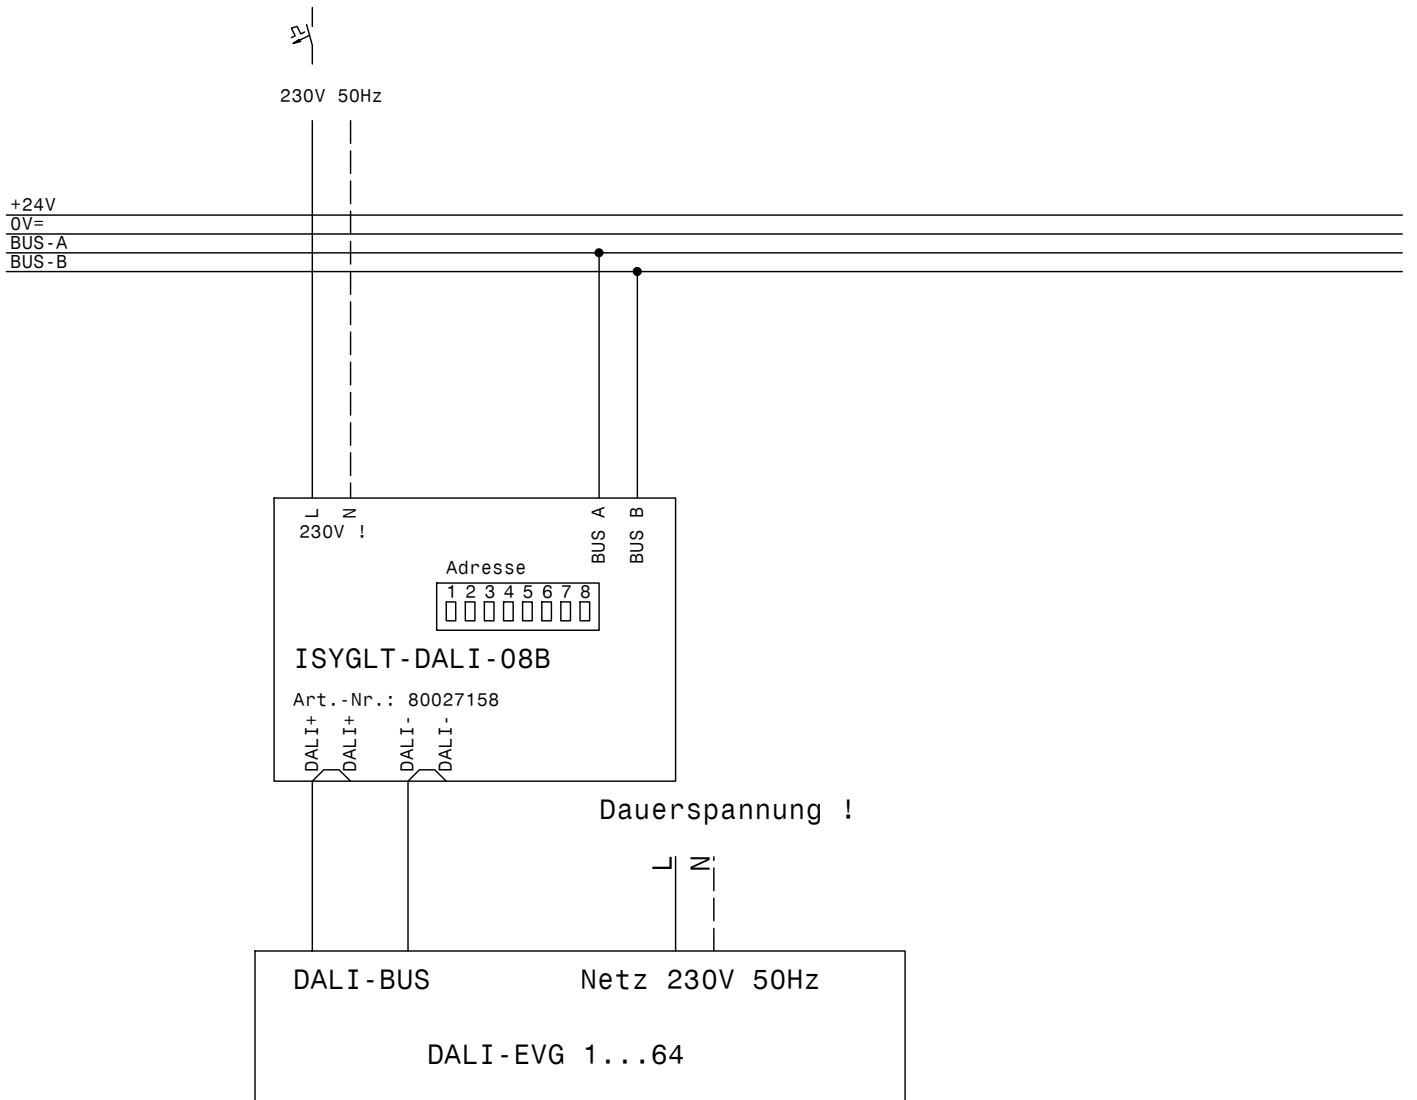 230V 50Hz
+24V
0V=
BUS-A
BUS-B
L N BUS A BUS B
230V !
Adresse
1 2 3 4 5 6 7 8
ISYGLT-DALI-08B
Art.-Nr.: 80027158
DALI+ DALI+ DALI- DALI-
Dauerspannung !
L N
DALI-BUS Netz 230V 50Hz
DALI-EVG 1...64